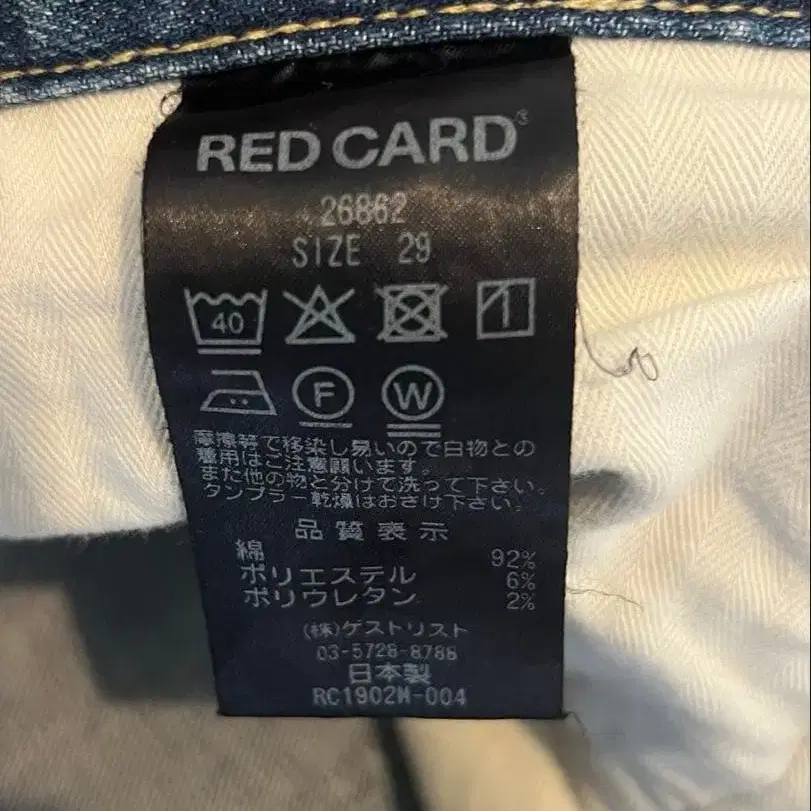 RED CARD®
26862
SIZE 29
40
F W
摩擦等で移染し易いので白物との
着用はご注意願います。
また他の物と分けて洗って下さい。
タンブラー乾燥はおさけ下さい。
品質表示
綿 92%
ポリエステル 6%
ポリウレタン 2%
(株)ゲストリスト
03-5728-8788
日本製
RC1902M-004